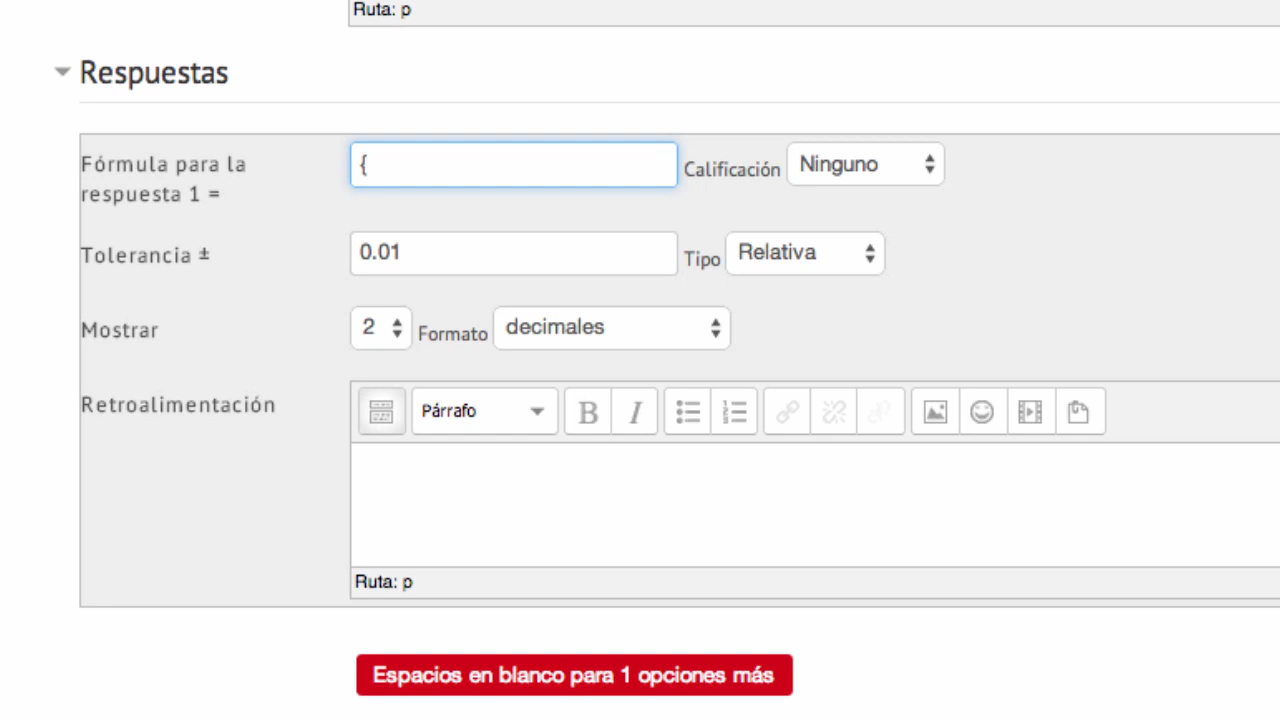 Ruta: p
Respuestas
Fórmula para la
respuesta 1 =
{
Calificación
Ninguno
Tolerancia ±
0.01
Tipo
Relativa
Mostrar
2
Formato
decimales
Retroalimentación
Párrafo
B
I
Ruta: p
Espacios en blanco para 1 opciones más